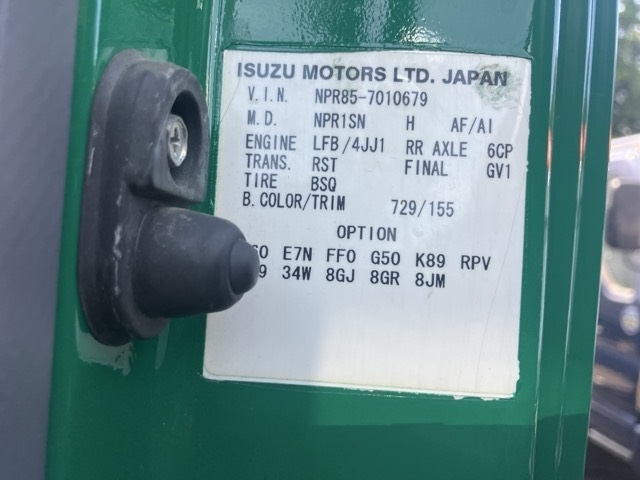 ISUZU MOTORS LTD. JAPAN
V.I.N. NPR85-7010679
M.D. NPR1SN H AF/AI
ENGINE LFB/4JJ1 RR AXLE 6CP
TRANS. RST FINAL GV1
TIRE BSQ
B.COLOR/TRIM 729/155
OPTION
E7N FF0 G50 K89 RPV
34W 8GJ 8GR 8JM